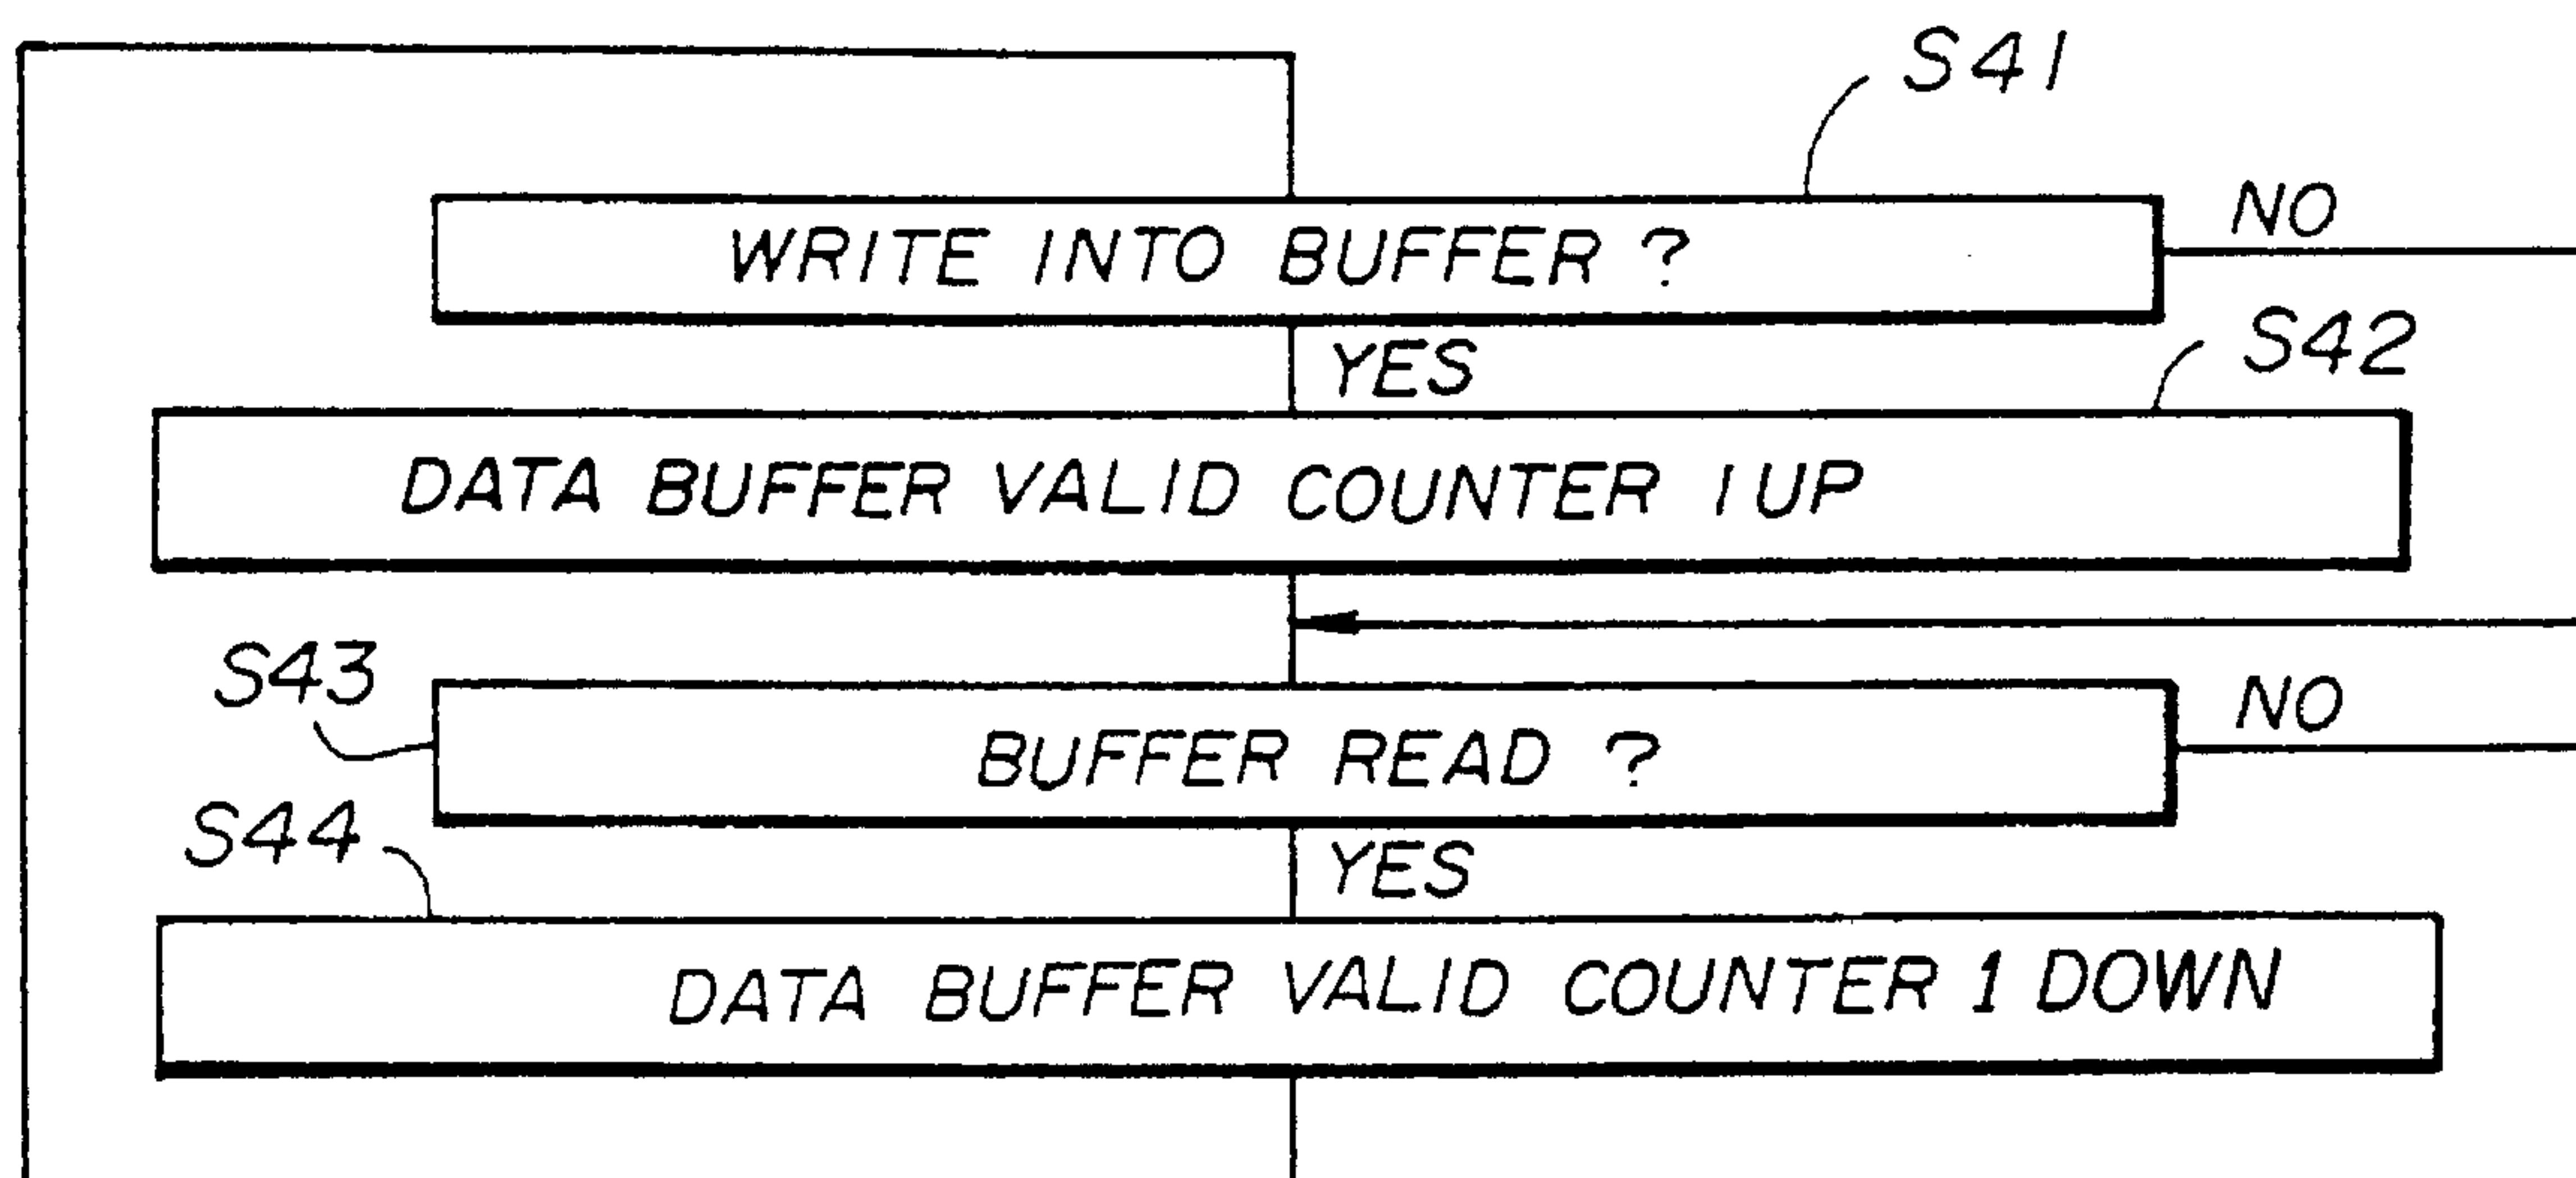 S41
WRITE INTO BUFFER ?
NO
YES
S42
DATA BUFFER VALID COUNTER 1 UP
S43
BUFFER READ ?
NO
S44
YES
DATA BUFFER VALID COUNTER 1 DOWN